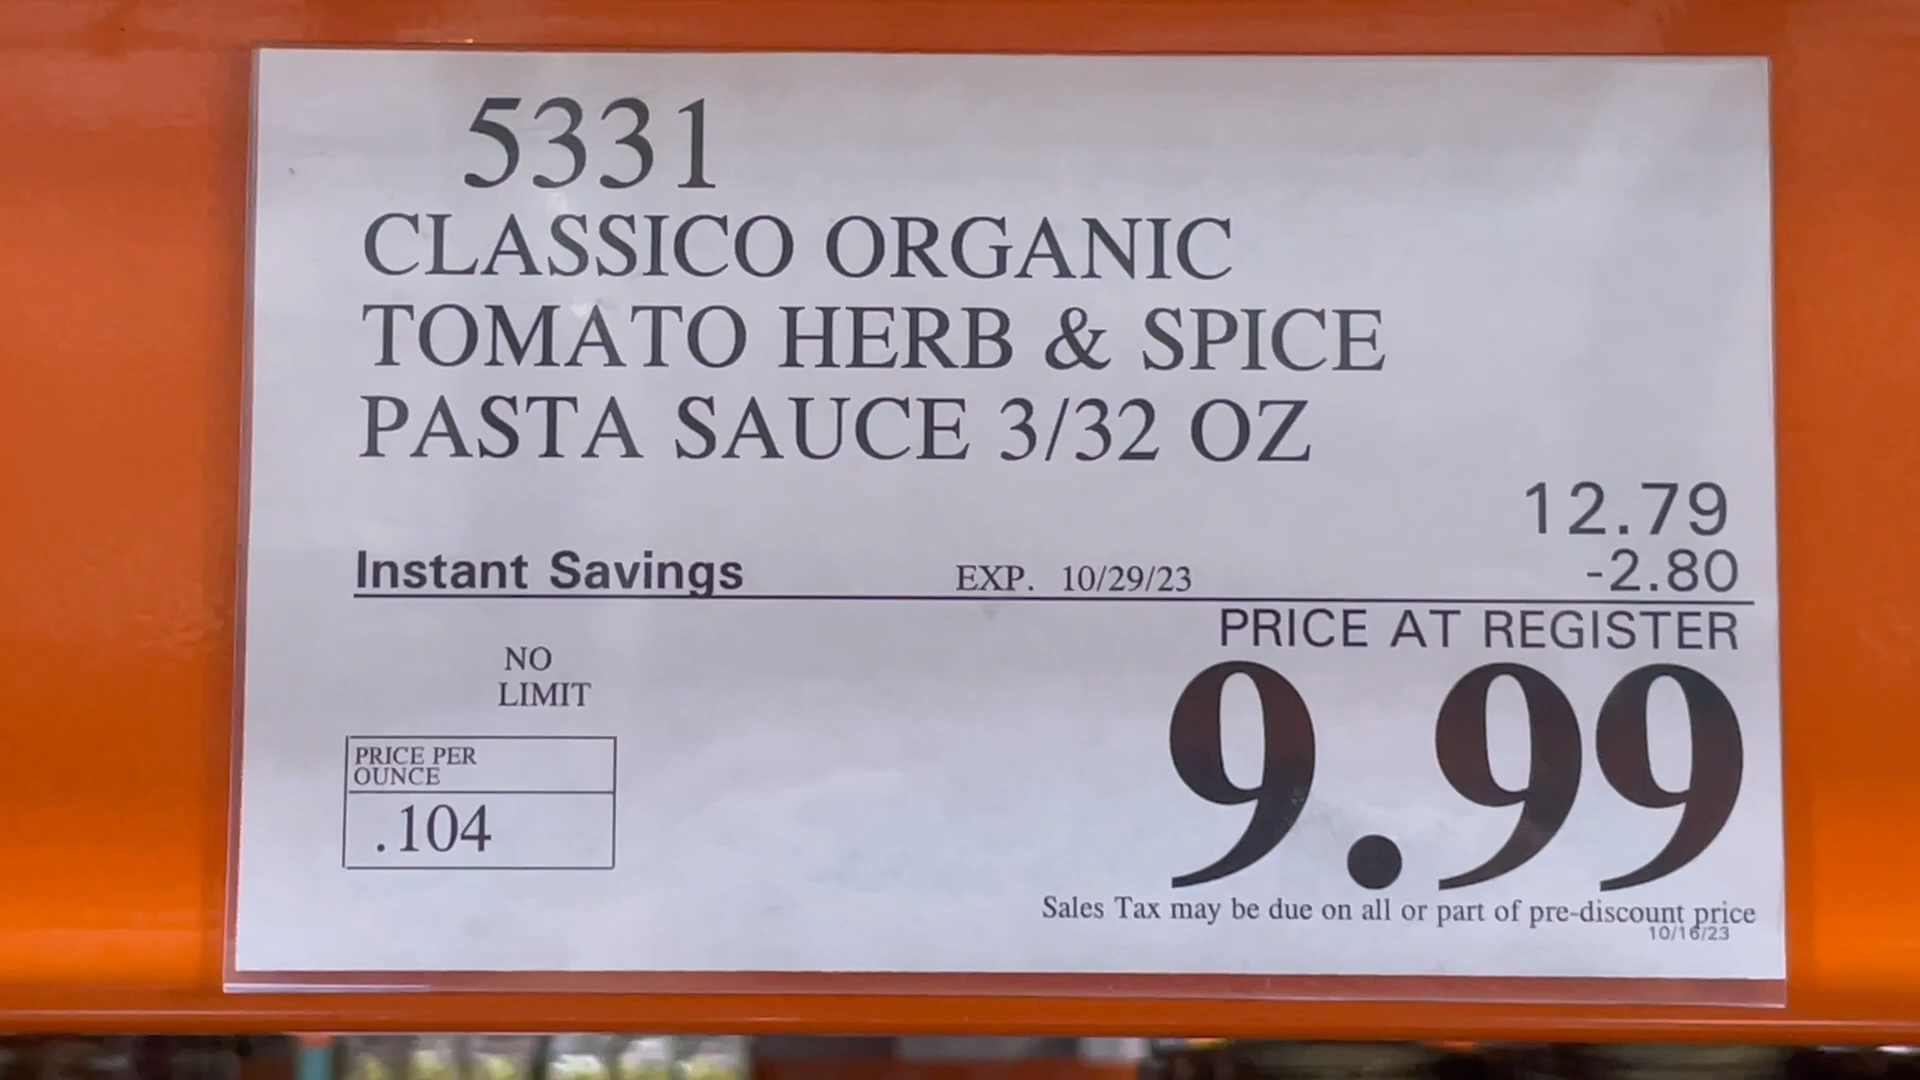 5331
CLASSICO ORGANIC
TOMATO HERB & SPICE
PASTA SAUCE 3/32 OZ
12.79
Instant Savings EXP. 10/29/23 -2.80
PRICE AT REGISTER
9.99
NO
LIMIT
PRICE PER
OUNCE
.104
Sales Tax may be due on all or part of pre-discount price
10/16/23